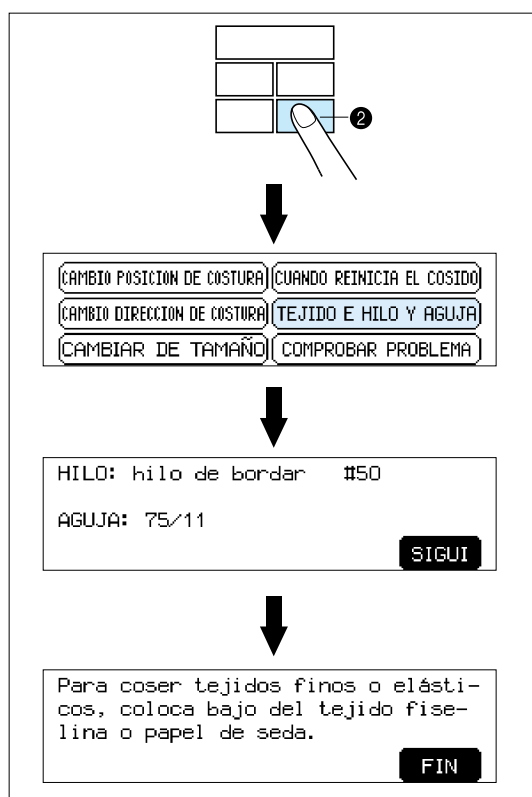 2
CAMBIO POSICION DE COSTURA CUANDO REINICIA EL COSIDO
CAMBIO DIRECCION DE COSTURA TEJIDO E HILO Y AGUJA
CAMBIAR DE TAMAÑO COMPROBAR PROBLEMA
HILO: hilo de bordar #50
AGUJA: 75/11
SIGUI
Para coser tejidos finos o elásti-
cos, coloca bajo del tejido fise-
lina o papel de seda.
FIN